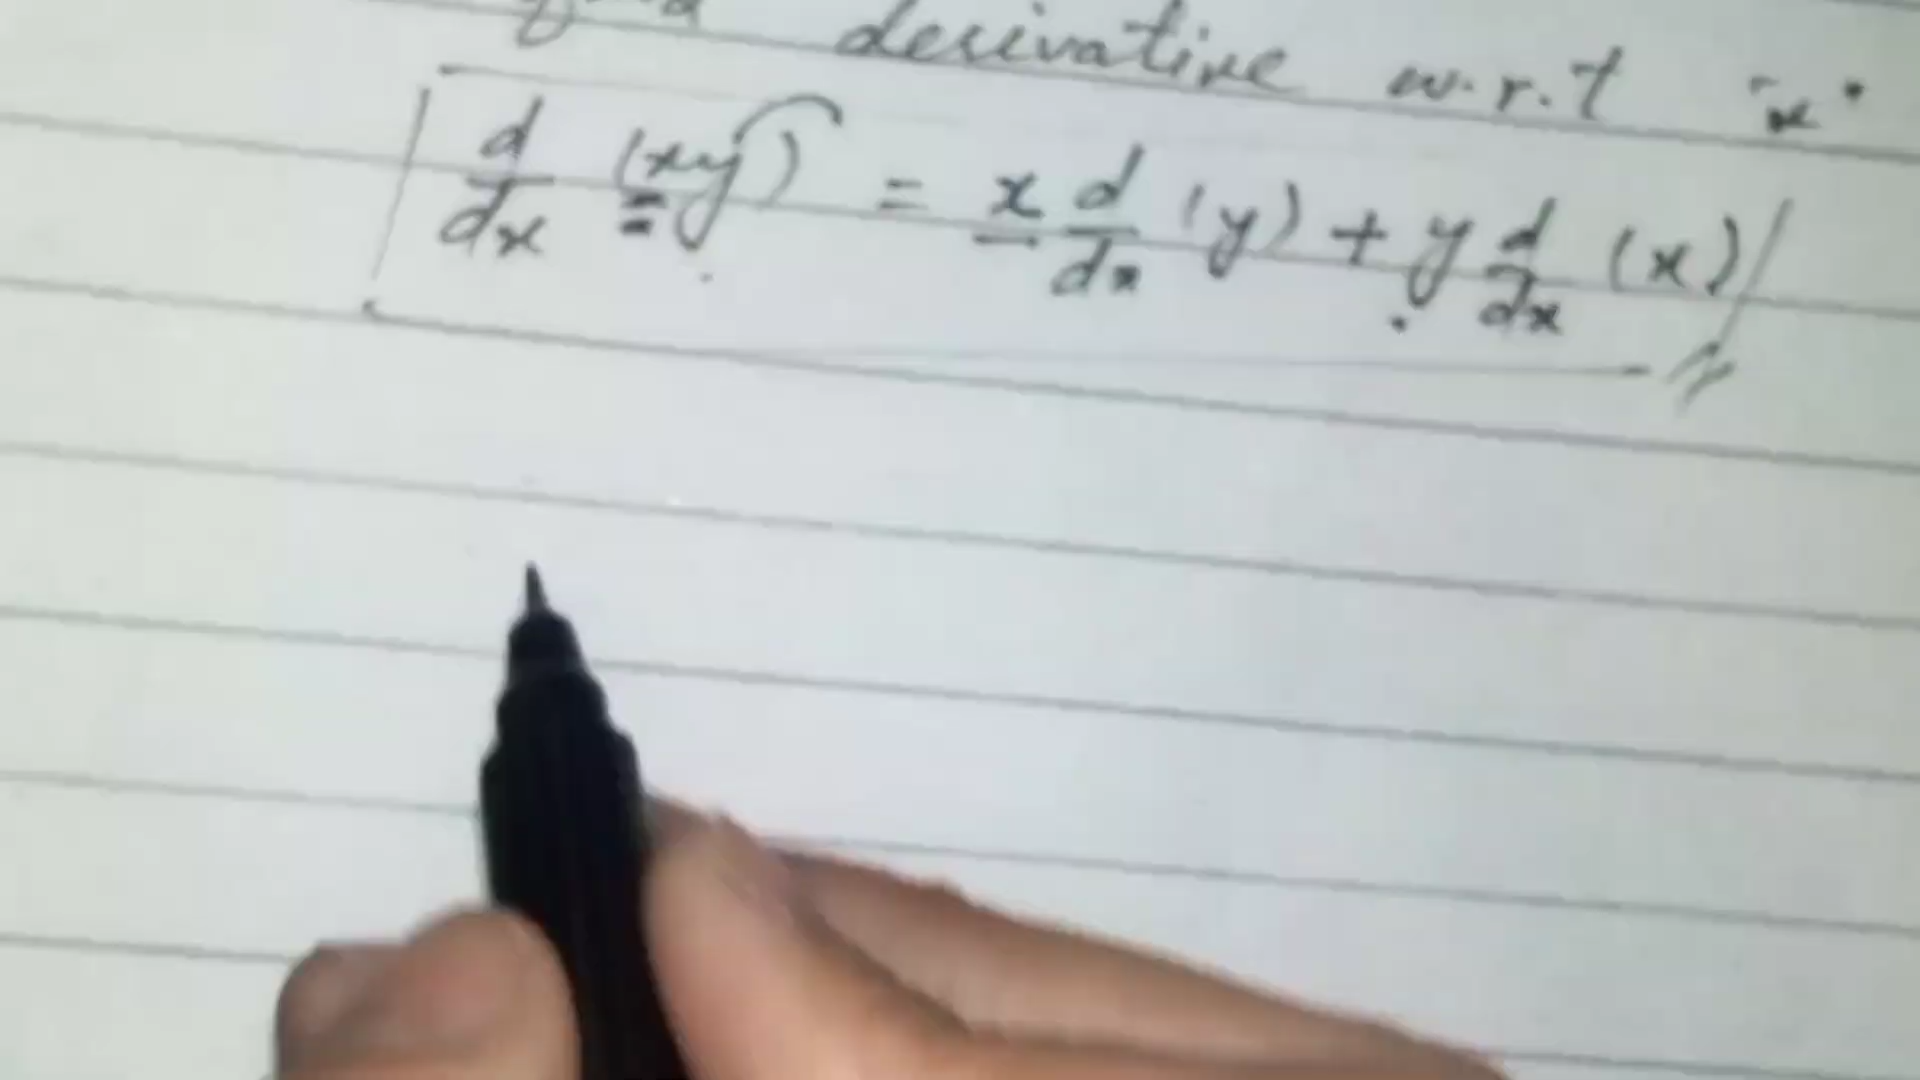 derivative w.r.t "x"
d/dx (xy) = x d/dx (y) + y d/dx (x)